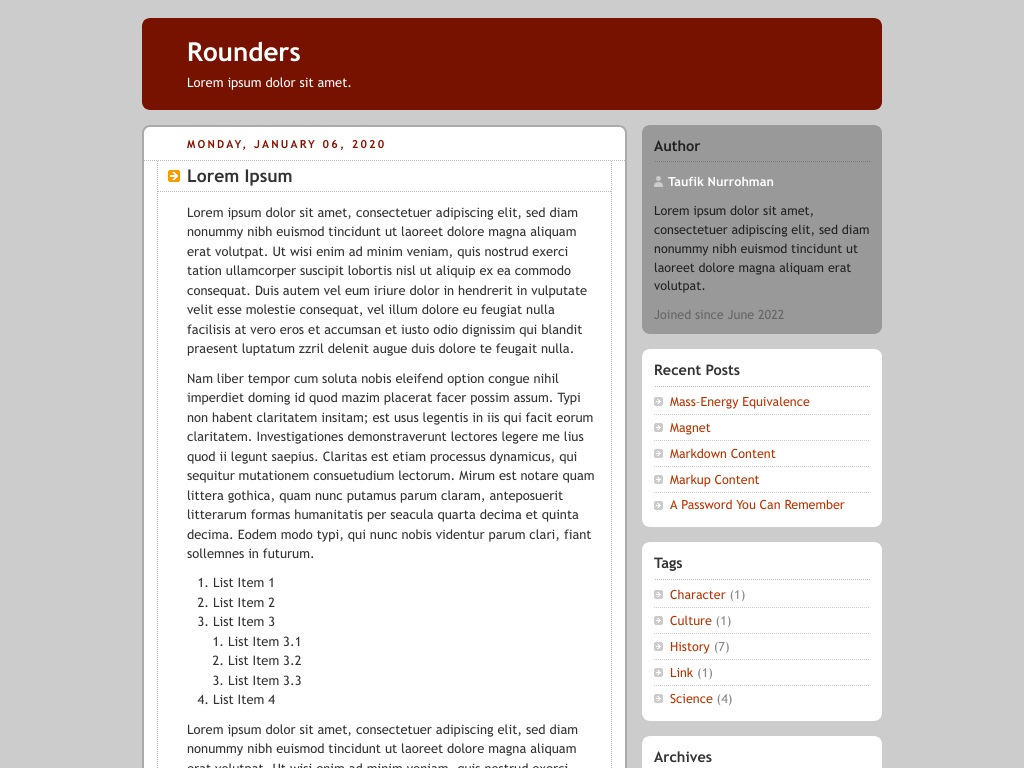 Rounders
Lorem ipsum dolor sit amet.
MONDAY, JANUARY 06, 2020
Lorem Ipsum
Lorem ipsum dolor sit amet, consectetuer adipiscing elit, sed diam
nonummy nibh euismod tincidunt ut laoreet dolore magna aliquam
erat volutpat. Ut wisi enim ad minim veniam, quis nostrud exerci
tation ullamcorper suscipit lobortis nisl ut aliquip ex ea commodo
consequat. Duis autem vel eum iriure dolor in hendrerit in vulputate
velit esse molestie consequat, vel illum dolore eu feugiat nulla
facilisis at vero eros et accumsan et iusto odio dignissim qui blandit
praesent luptatum zzril delenit augue duis dolore te feugait nulla.
Nam liber tempor cum soluta nobis eleifend option congue nihil
imperdiet doming id quod mazim placerat facer possim assum. Typi
non habent claritatem insitam; est usus legentis in iis qui facit eorum
claritatem. Investigationes demonstraverunt lectores legere me lius
quod ii legunt saepius. Claritas est etiam processus dynamicus, qui
sequitur mutationem consuetudium lectorum. Mirum est notare quam
littera gothica, quam nunc putamus parum claram, anteposuerit
litterarum formas humanitatis per seacula quarta decima et quinta
decima. Eodem modo typi, qui nunc nobis videntur parum clari, fiant
sollemnes in futurum.
1. List Item 1
2. List Item 2
3. List Item 3
1. List Item 3.1
2. List Item 3.2
3. List Item 3.3
4. List Item 4
Lorem ipsum dolor sit amet, consectetuer adipiscing elit, sed diam
nonummy nibh euismod tincidunt ut laoreet dolore magna aliquam
erat volutpat. Ut wisi enim ad minim veniam, quis nostrud exerci
Author
Taufik Nurrohman
Lorem ipsum dolor sit amet,
consectetuer adipiscing elit, sed diam
nonummy nibh euismod tincidunt ut
laoreet dolore magna aliquam erat
volutpat.
Joined since June 2022
Recent Posts
Mass-Energy Equivalence
Magnet
Markdown Content
Markup Content
A Password You Can Remember
Tags
Character (1)
Culture (1)
History (7)
Link (1)
Science (4)
Archives